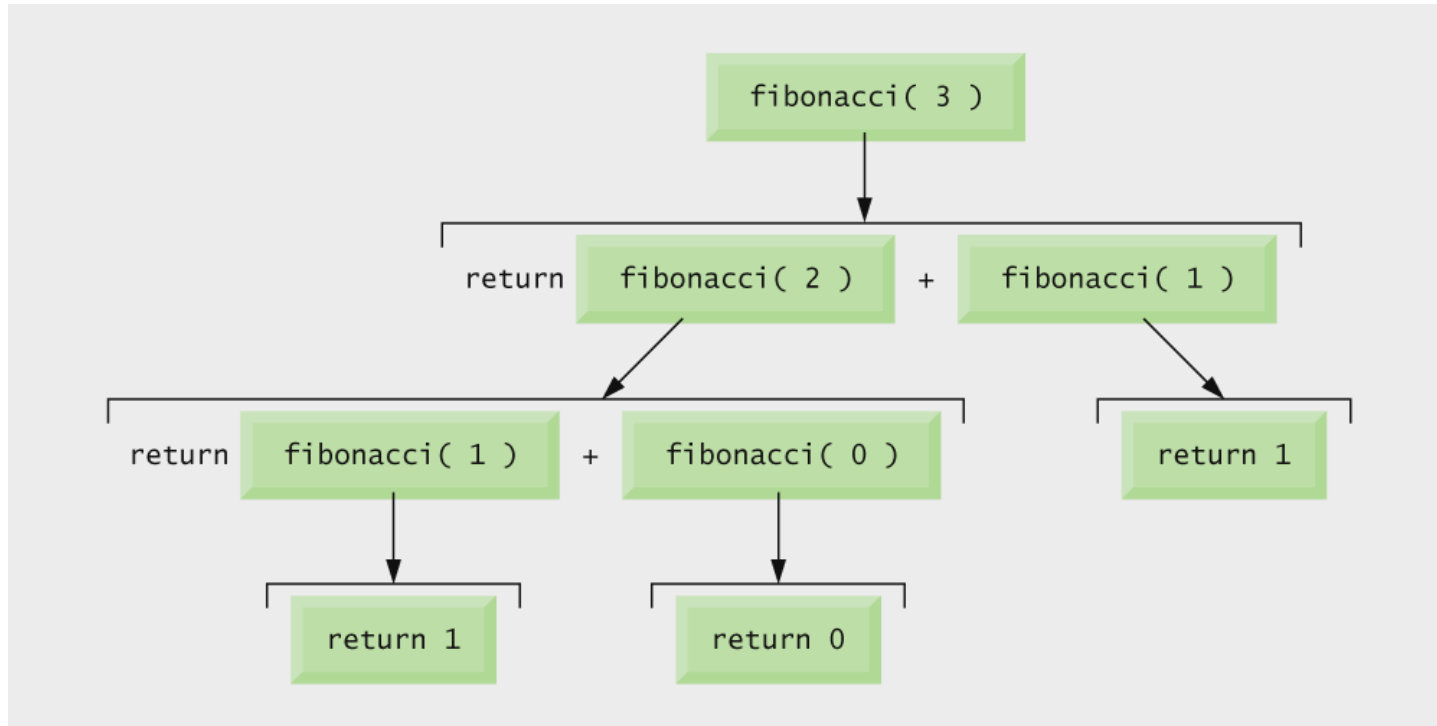 fibonacci( 3 )
return fibonacci( 2 ) + fibonacci( 1 )
return fibonacci( 1 ) + fibonacci( 0 ) return 1
return 1 return 0